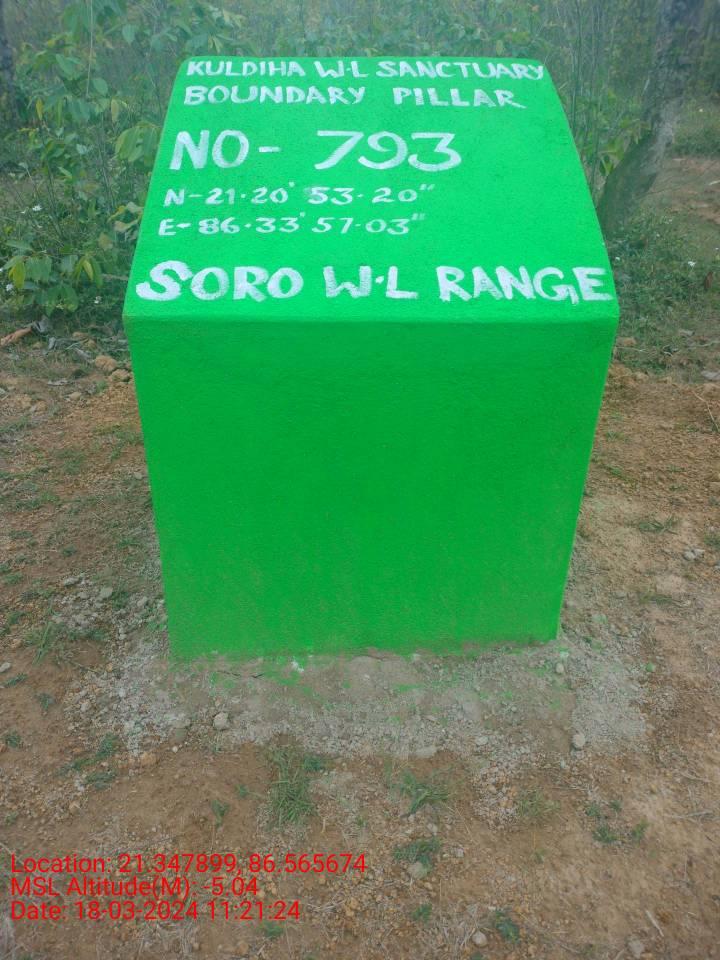 KULDIHA W.L SANCTUARY
BOUNDARY PILLAR
NO- 793
N-21.20' 53.20"
E-86.33' 57.03"
SORO W.L RANGE
Location: 21.347899, 86.565674
MSL Altitude(M): -5.04
Date: 18-03-2024 11:21:24